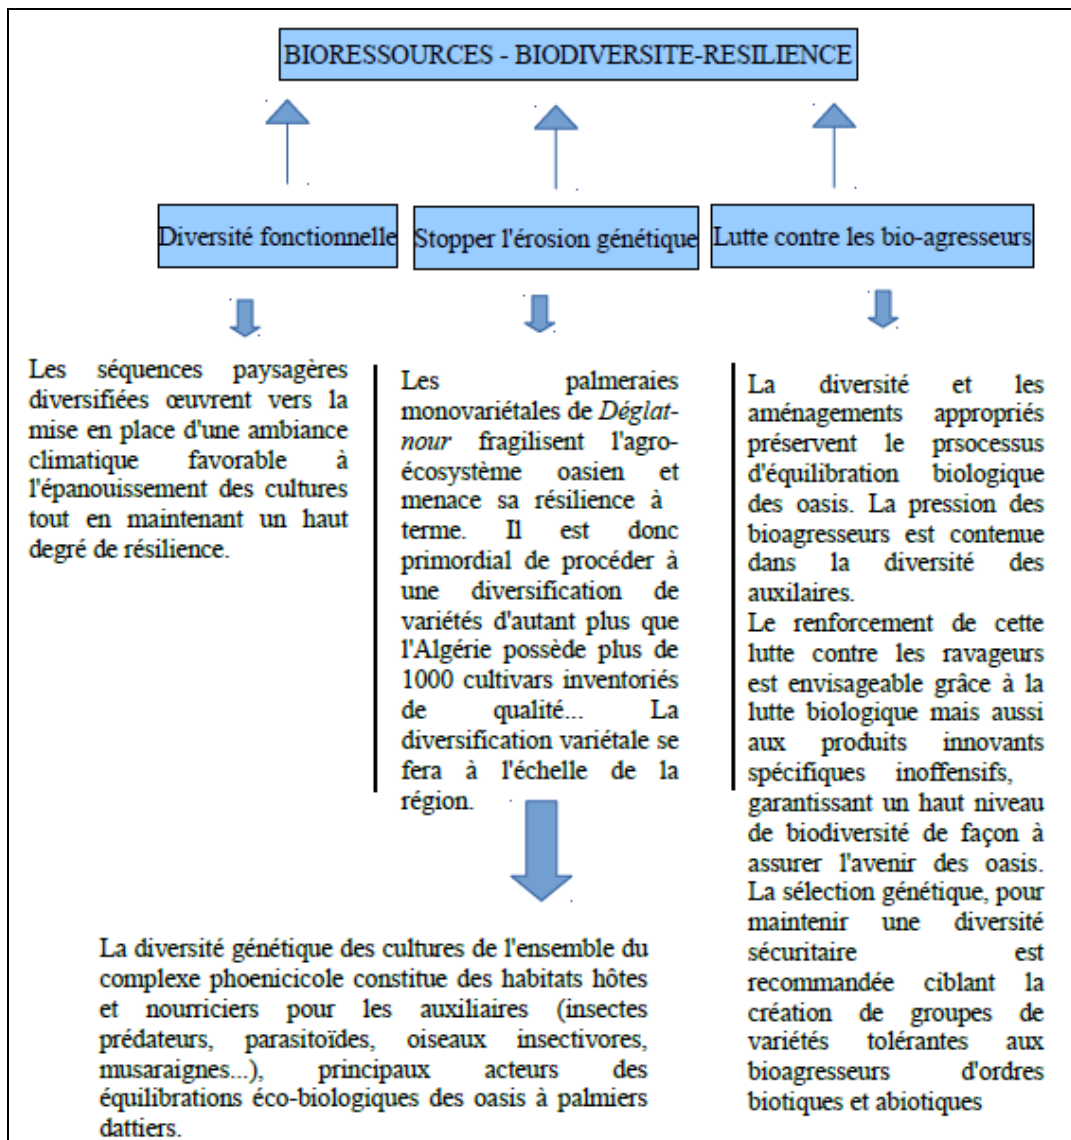 BIORESSOURCES - BIODIVERSITE-RESILIENCE
Diversité fonctionnelle
Stopper l'érosion génétique
Lutte contre les bio-agresseurs
Les séquences paysagères
diversifiées œuvrent vers la
mise en place d'une ambiance
climatique favorable à
l'épanouissement des cultures
tout en maintenant un haut
degré de résilience.
Les palmeraies
monovariétales de Déglat-
nour fragilisent l'agro-
écosystème oasien et
menace sa résilience à
terme. Il est donc
primordial de procéder à
une diversification de
variétés d'autant plus que
l'Algérie possède plus de
1000 cultivars inventoriés
de qualité... La
diversification variétale se
fera à l'échelle de la
région.
La diversité génétique des cultures de l'ensemble du
complexe phoenicicole constitue des habitats hôtes
et nourriciers pour les auxiliaires (insectes
prédateurs, parasitoïdes, oiseaux insectivores,
musaraignes...), principaux acteurs des
équilibrations éco-biologiques des oasis à palmiers
dattiers.
La diversité et les
aménagements appropriés
préservent le prsocessus
d'équilibration biologique
des oasis. La pression des
bioagresseurs est contenue
dans la diversité des
auxilaires.
Le renforcement de cette
lutte contre les ravageurs
est envisageable grâce à la
lutte biologique mais aussi
aux produits innovants
spécifiques inoffensifs,
garantissant un haut niveau
de biodiversité de façon à
assurer l'avenir des oasis.
La sélection génétique, pour
maintenir une diversité
sécuritaire est
recommandée ciblant la
création de groupes de
variétés tolérantes aux
bioagresseurs d'ordres
biotiques et abiotiques